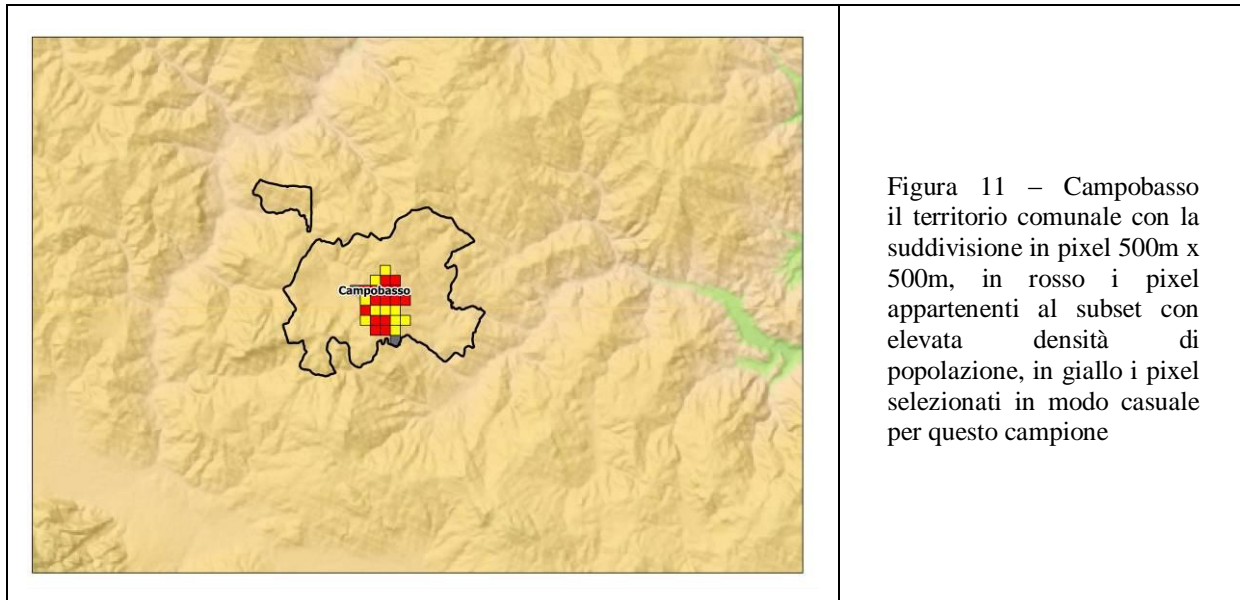 Campobasso
Figura 11 – Campobasso
il territorio comunale con la
suddivisione in pixel 500m x
500m, in rosso i pixel
appartenenti al subset con
elevata densità di
popolazione, in giallo i pixel
selezionati in modo casuale
per questo campione